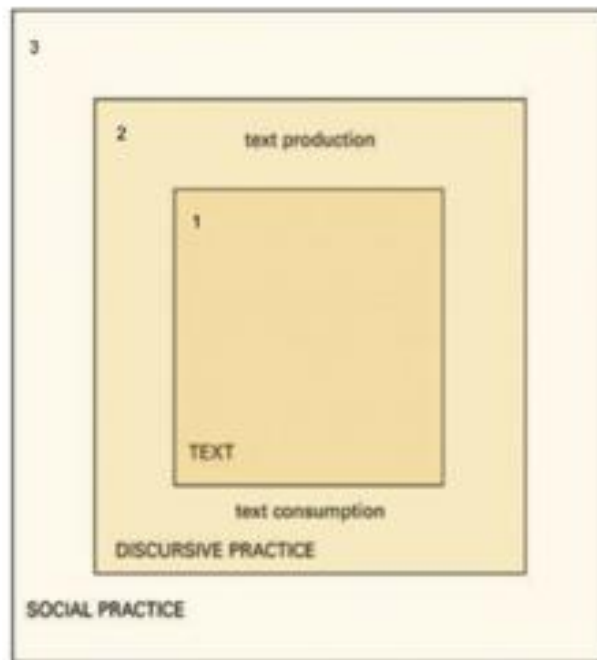 3
2
text production
1
TEXT
text consumption
DISCURSIVE PRACTICE
SOCIAL PRACTICE